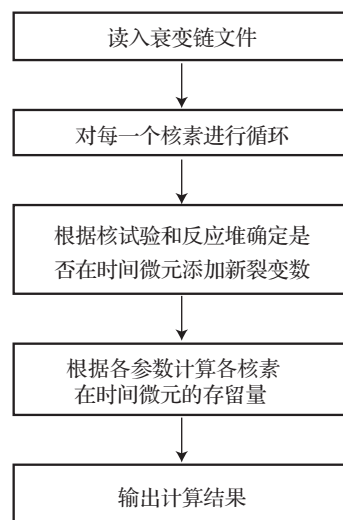 读入衰变链文件
对每一个核素进行循环
根据核试验和反应堆确定是
否在时间微元添加新裂变数
根据各参数计算各核素
在时间微元的存留量
输出计算结果